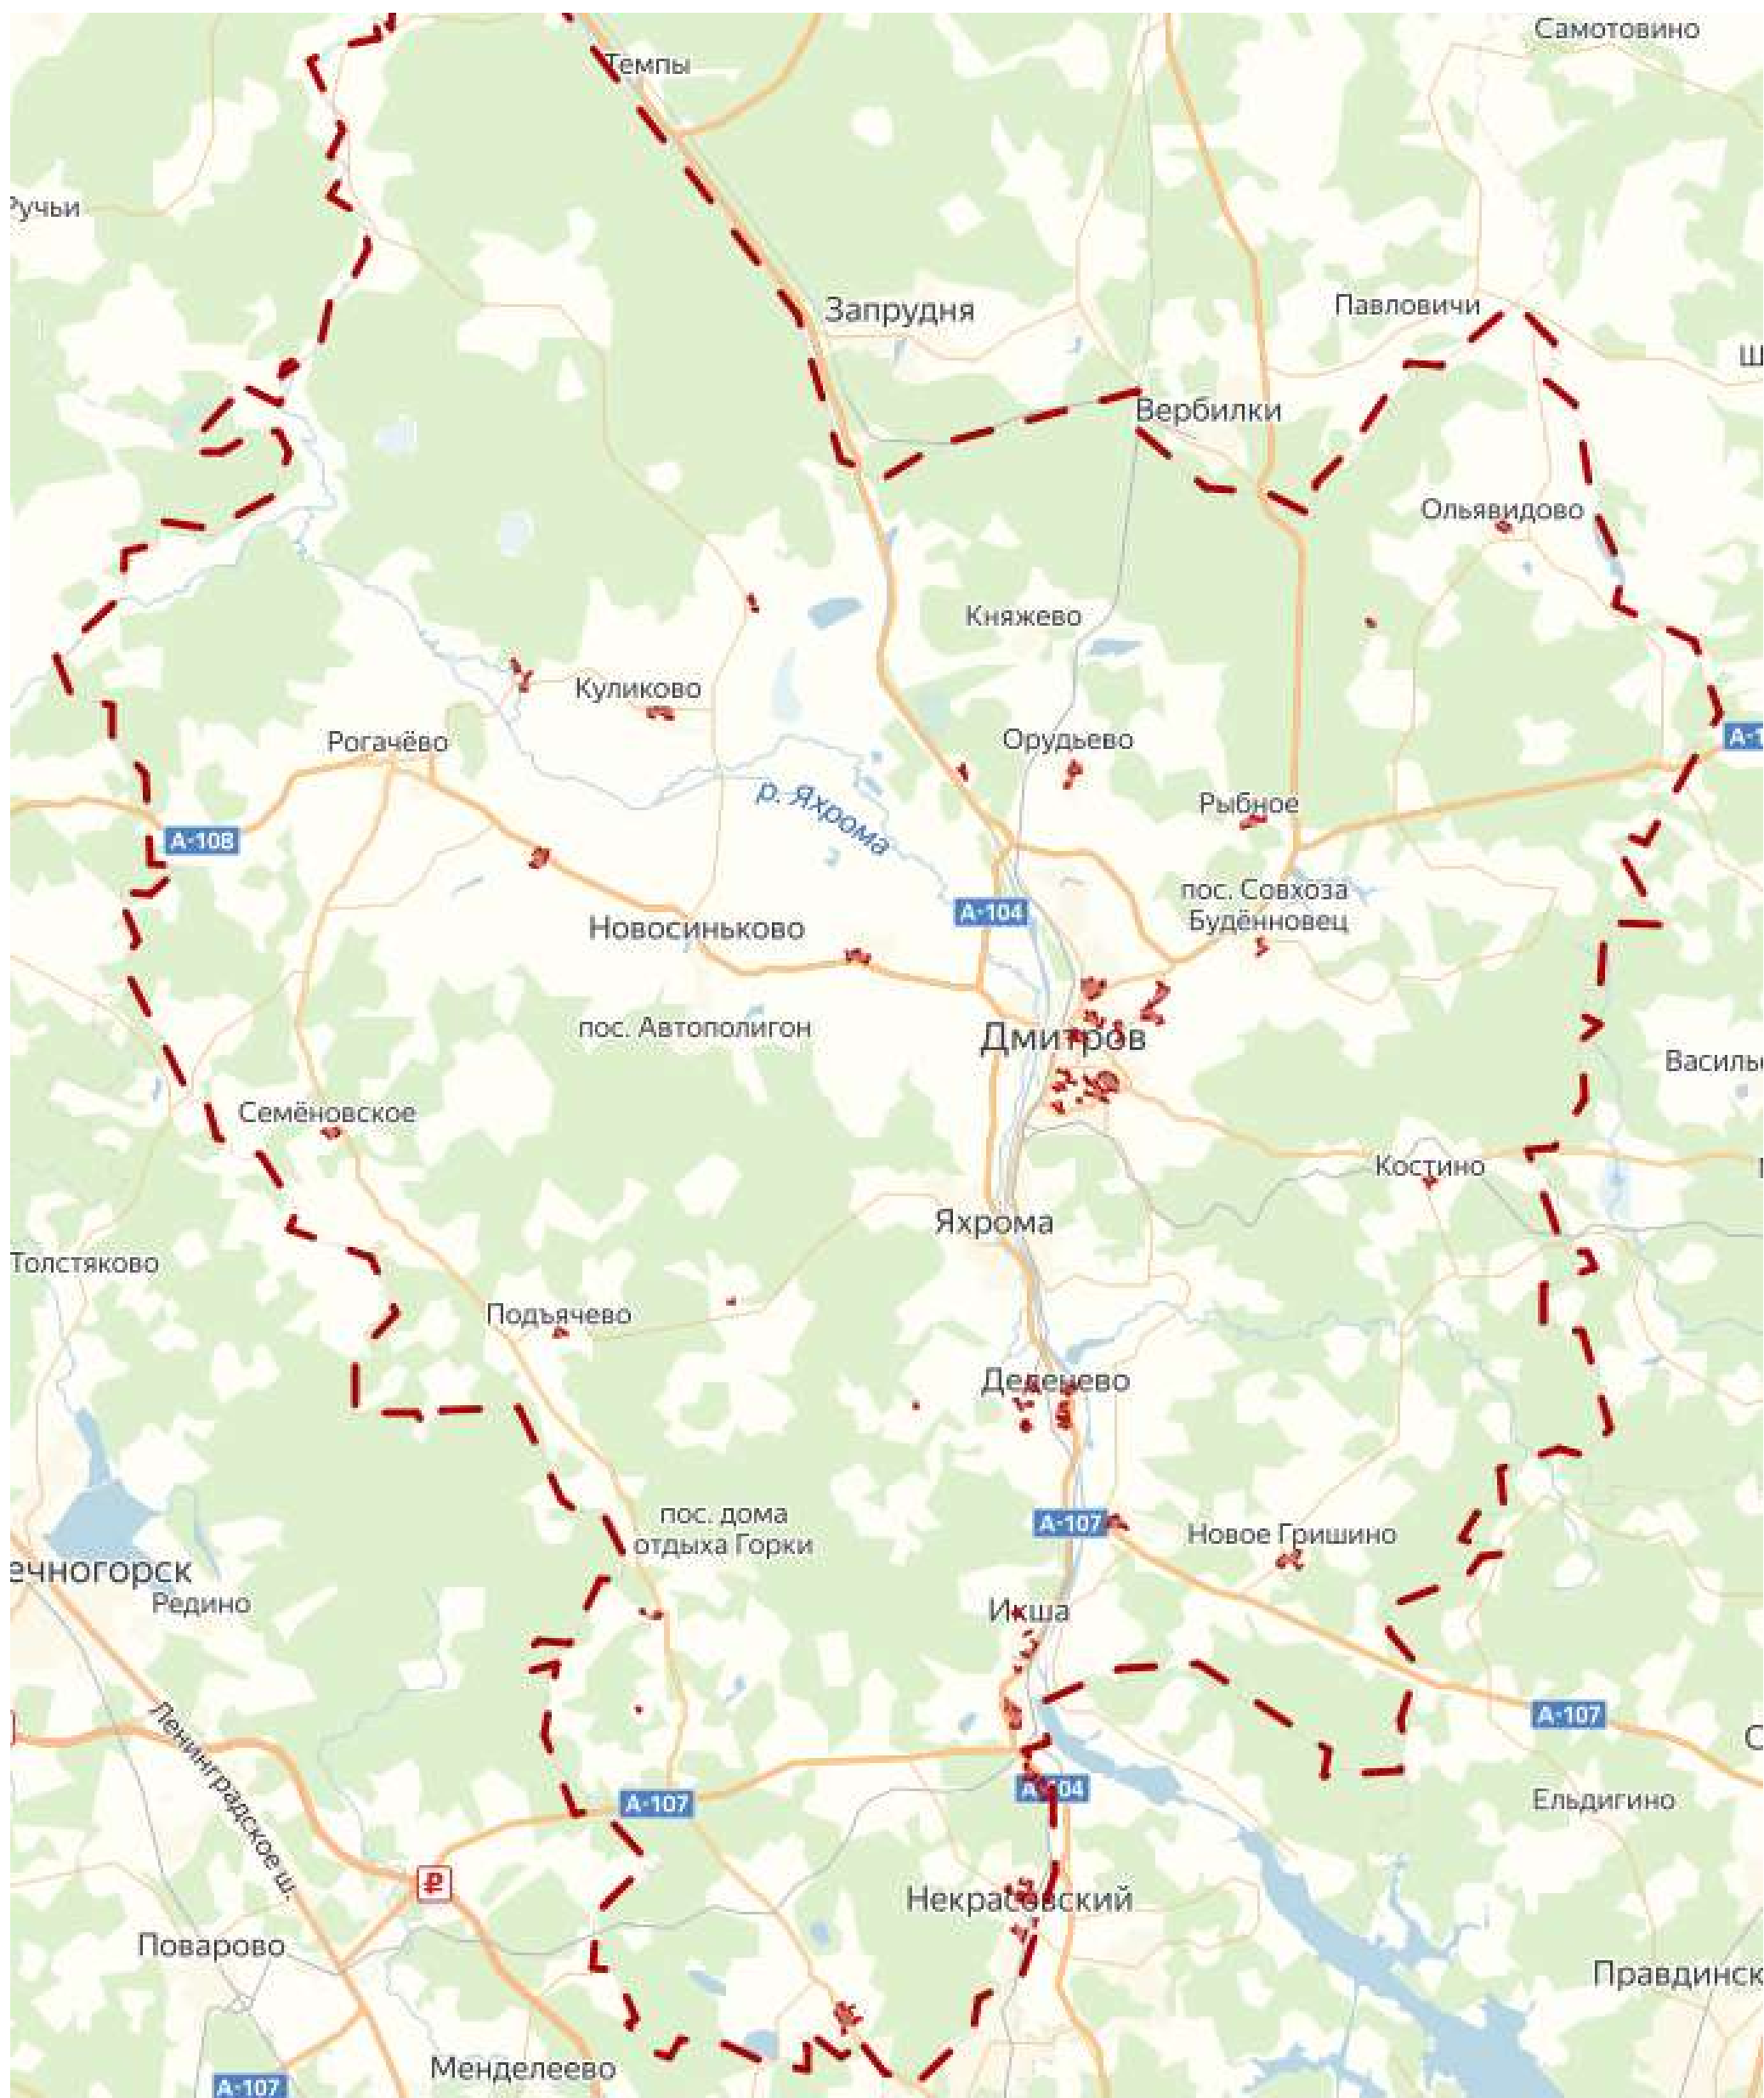 Самотовино
Темпы
Ручьи
Запрудня
Павловичи
Вербилки
Ольявидово
Княжево
Куликово
Рогачёво
Орудьево
А-108
р. Яхрома
Рыбное
пос. Совхоза
Будённовец
А-104
Новосиньково
пос. Автополигон
Дмитров
Семёновское
Костино
Яхрома
Толстяково
Подъячево
Деденево
пос. дома
отдыха Горки
А-107
Новое Гришино
ечногорск
Редино
Икша
Ленинградское ш.
А-107
А-107
А-104
Ельдигино
₽
Некрасовский
Поварово
Правдинск
Менделеево
А-107